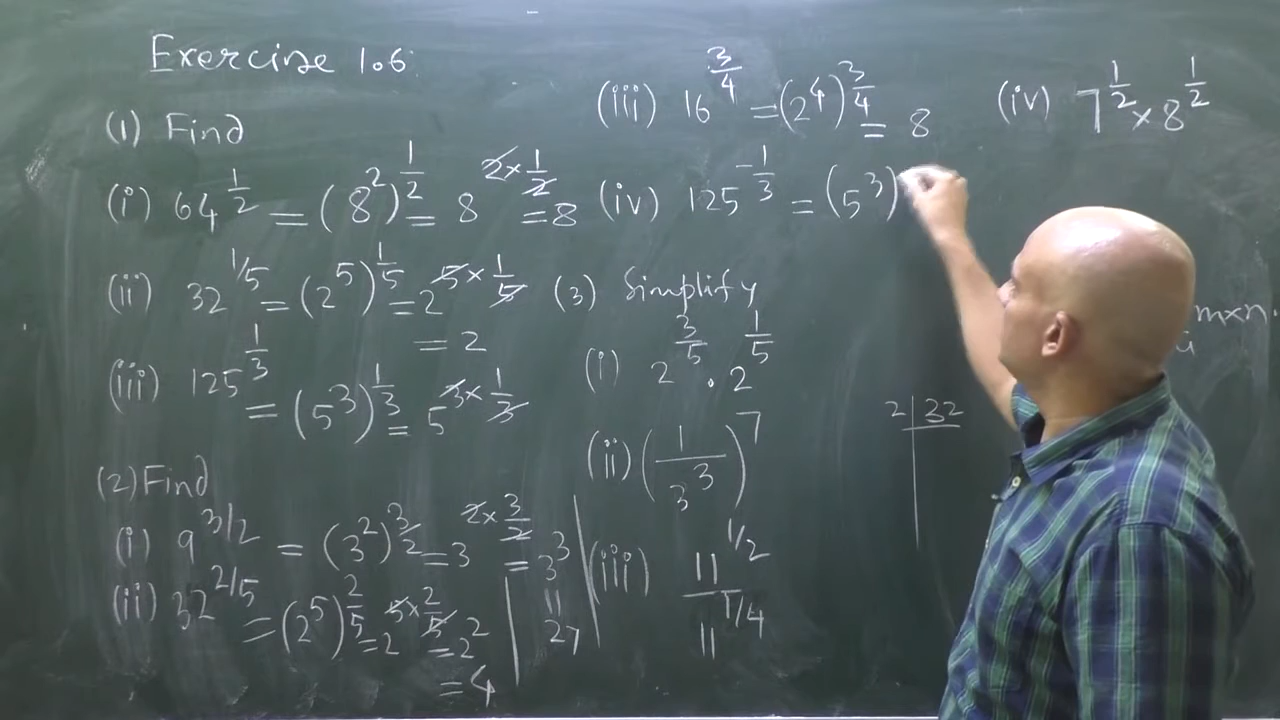 Exercise 1.6
(1) Find
(i) 64^(1/2) = (8^2)^(1/2) = 8^(2×1/2) = 8
(ii) 32^(1/5) = (2^5)^(1/5) = 2^(5×1/5)
= 2
(iii) 125^(1/3) = (5^3)^(1/3) = 5^(3×1/3)
(2) Find
(i) 9^(3/2) = (3^2)^(3/2) = 3^(2×3/2) = 3^3
(ii) 32^(2/5) = (2^5)^(2/5) = 2^(5×2/5) = 2^2
= 4
||
27
(iii) 16^(3/4) = (2^4)^(3/4) = 8
(iv) 125^(-1/3) = (5^3)
(3) Simplify
(i) 2^(3/5) . 2^(1/5)
(ii) (1/3^3)^7
(iii) 11^(1/2) / 11^(1/4)
(iv) 7^(1/2) × 8^(1/2)
m×n
2 | 32